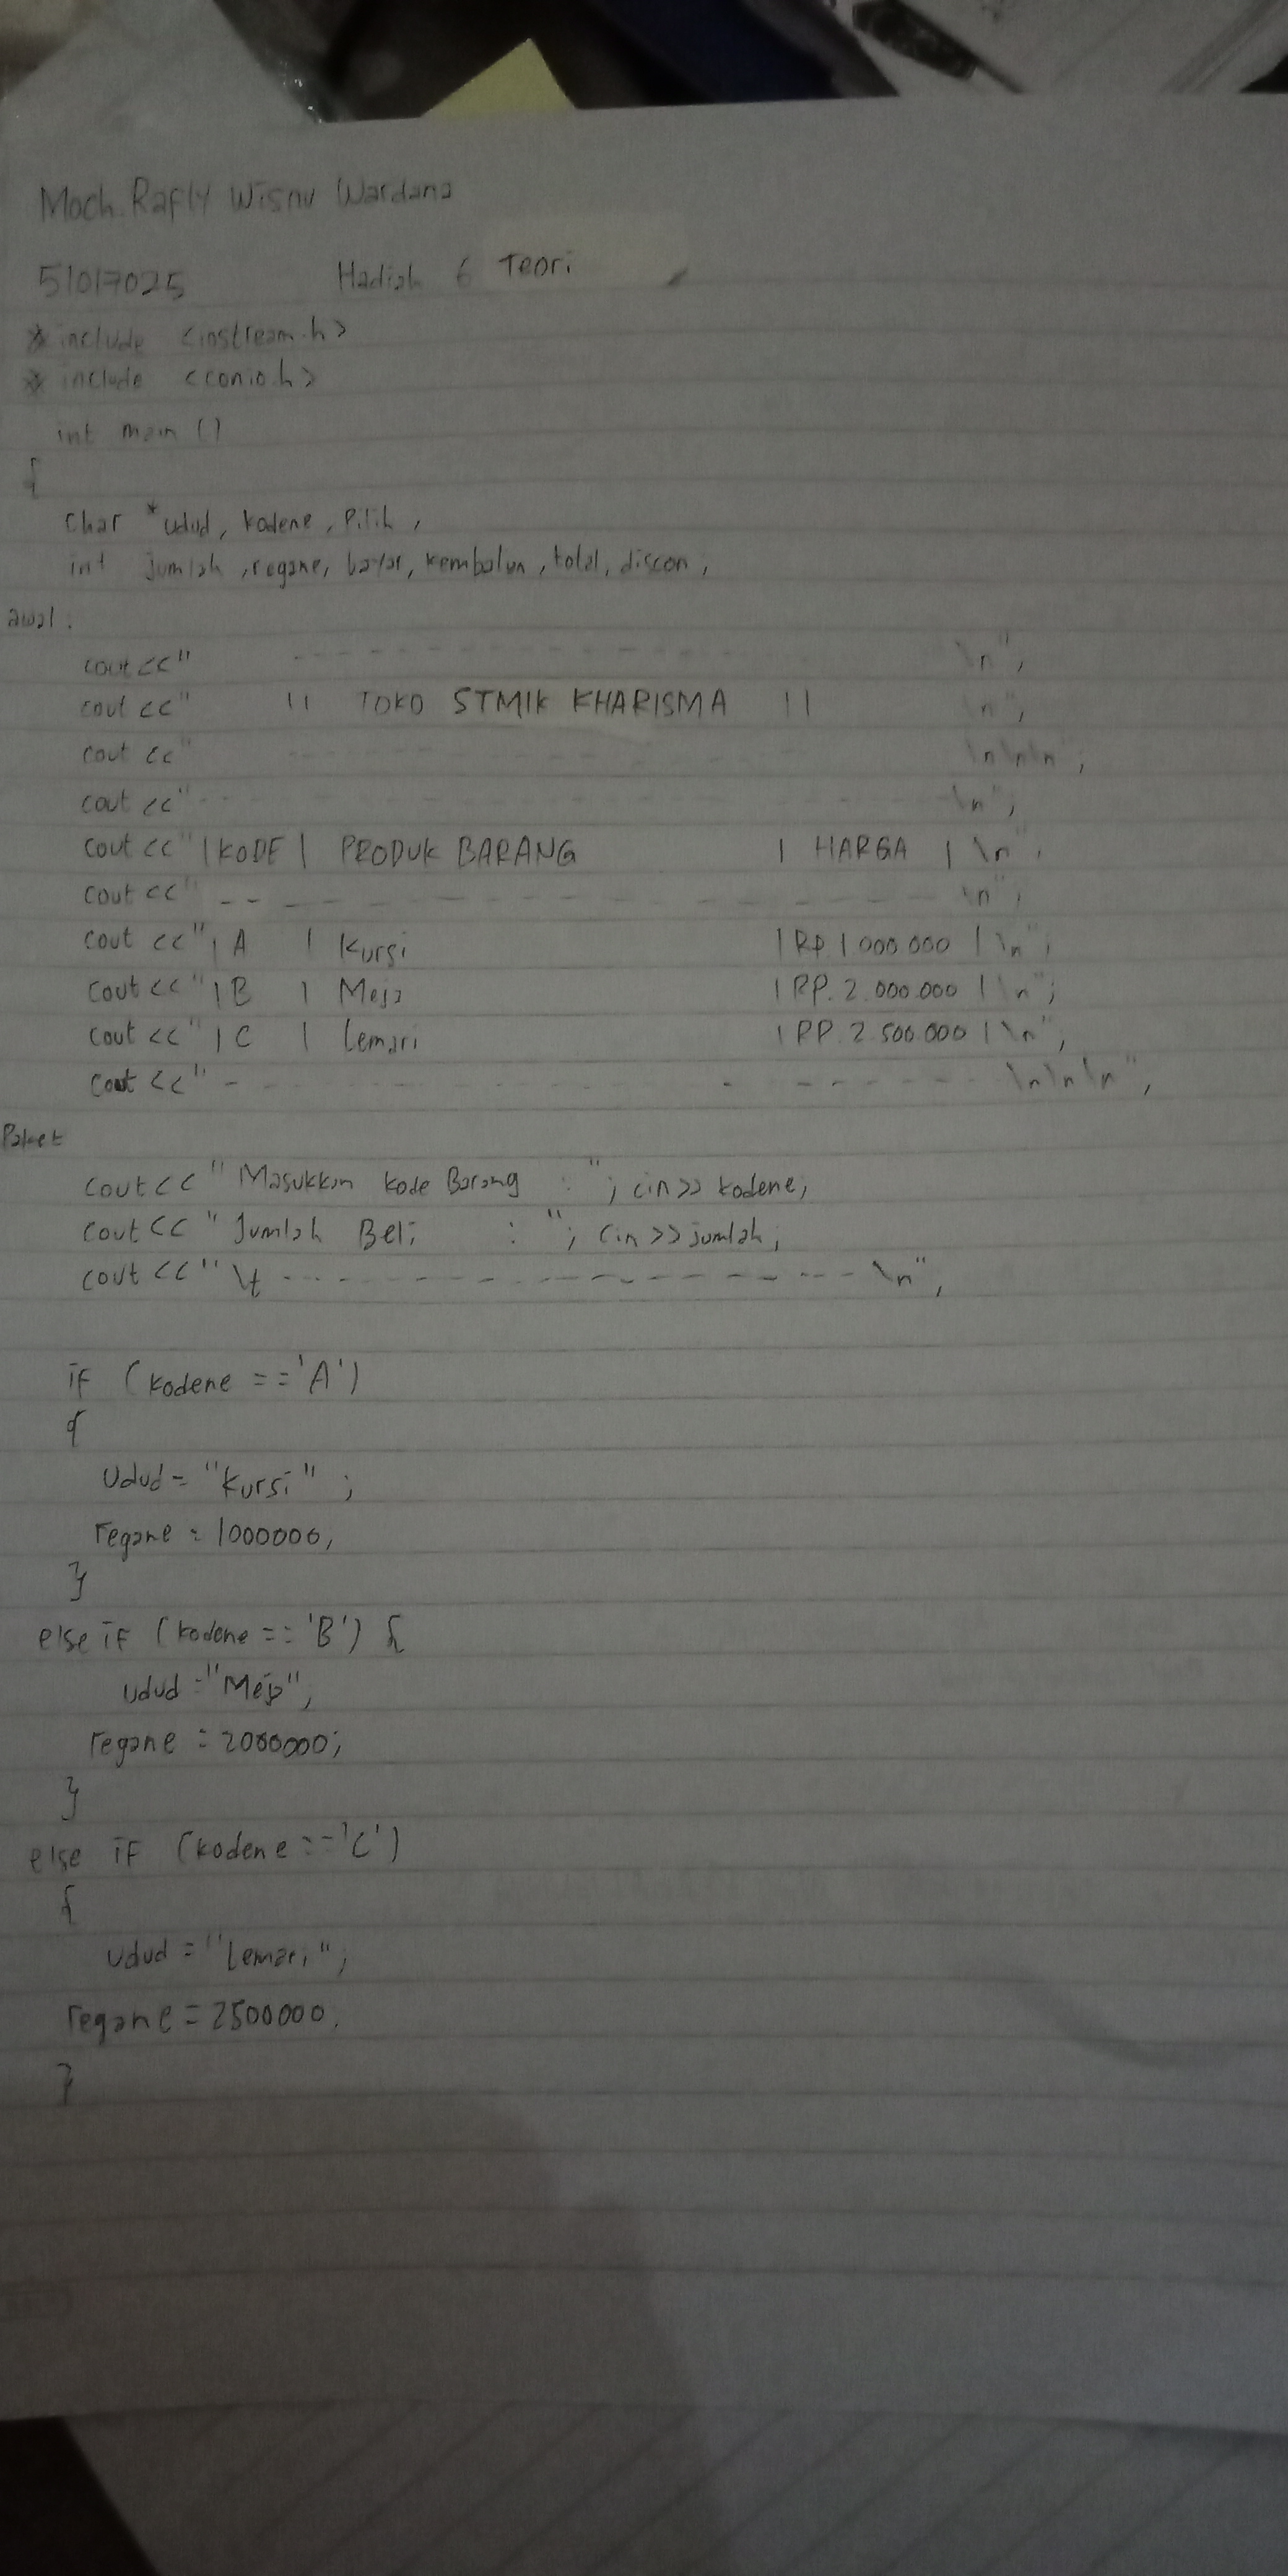 Moch. Rafly Wisnu Wardana
51017025 Hadiah 6 Teori
#include <iostream.h>
#include <conio.h>
int main ()
{
char *udud, kodene, Pilih,
int jumlah ,regane, bayar, kembalian, total, discon,
awal:
cout <<" - - - - - - - - - - - - - - \n",
cout <<" || TOKO STMIK KHARISMA || \n",
cout <<" - - - - - - - - - - - \n\n\n";
cout <<" - - - - - - - - - - - - \n";
cout <<" |KODE | PRODUK BARANG | HARGA | \n",
cout <<" - - - - - - - - - - - - \n";
cout <<"| A | Kursi | Rp 1.000.000 | \n";
cout <<"| B | Meja | RP. 2.000.000 | \n";
cout <<"| C | Lemari | RP. 2.500.000 | \n",
cout <<" - - - - - - - - - - - - \n\n\n",
Paket
cout << " Masukkan kode Barang : "; cin >> kodene;
cout << " Jumlah Beli : "; cin >> jumlah;
cout <<" \t - - - - - - - - - - - - - - - \n",
if (kodene =='A')
{
udud= "Kursi" ;
regane = 1000000,
}
else if (kodene == 'B') {
udud ="Meja",
regane = 2000000;
}
else if (kodene =='C')
{
udud = "Lemari";
regane = 2500000.
}